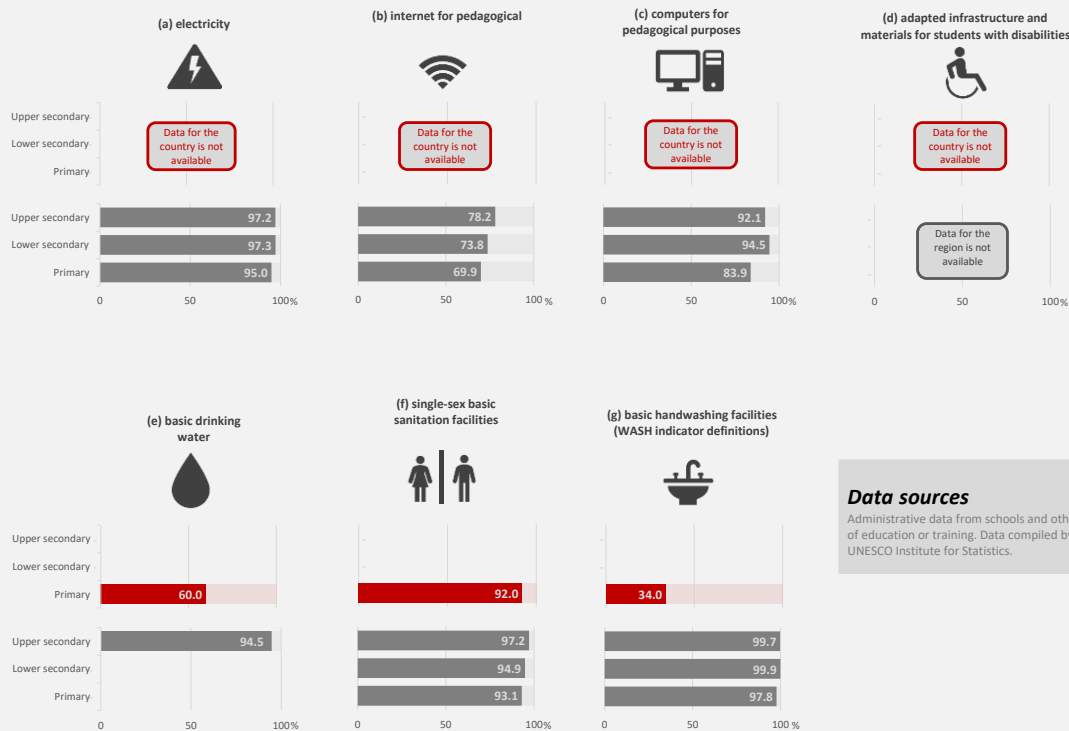 (a) electricity
(b) internet for pedagogical
(c) computers for
pedagogical purposes
(d) adapted infrastructure and
materials for students with disabilities
Upper secondary
Lower secondary
Primary
Data for the
country is not
available
Data for the
country is not
available
Data for the
country is not
available
Data for the
country is not
available
Upper secondary
Lower secondary
Primary
97.2
97.3
95.0
78.2
73.8
69.9
92.1
94.5
83.9
Data for the
region is not
available
0 50 100%
0 50 100%
0 50 100%
0 50 100%
(e) basic drinking
water
(f) single-sex basic
sanitation facilities
(g) basic handwashing facilities
(WASH indicator definitions)
Upper secondary
Lower secondary
Primary
60.0
92.0
34.0
Upper secondary
Lower secondary
Primary
94.5
97.2
94.9
93.1
99.7
99.9
97.8
0 50 100%
0 50 100%
0 50 100%
Data sources
Administrative data from schools and oth
of education or training. Data compiled by
UNESCO Institute for Statistics.